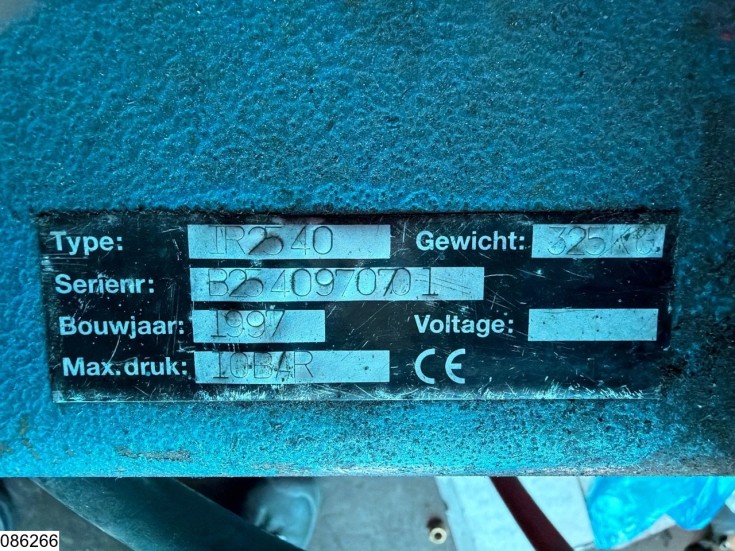 Type: IR2540 Gewicht: 325KG
Serienr: B2540970701
Bouwjaar: 1997 Voltage:
Max.druk: 10BAR CE
086266